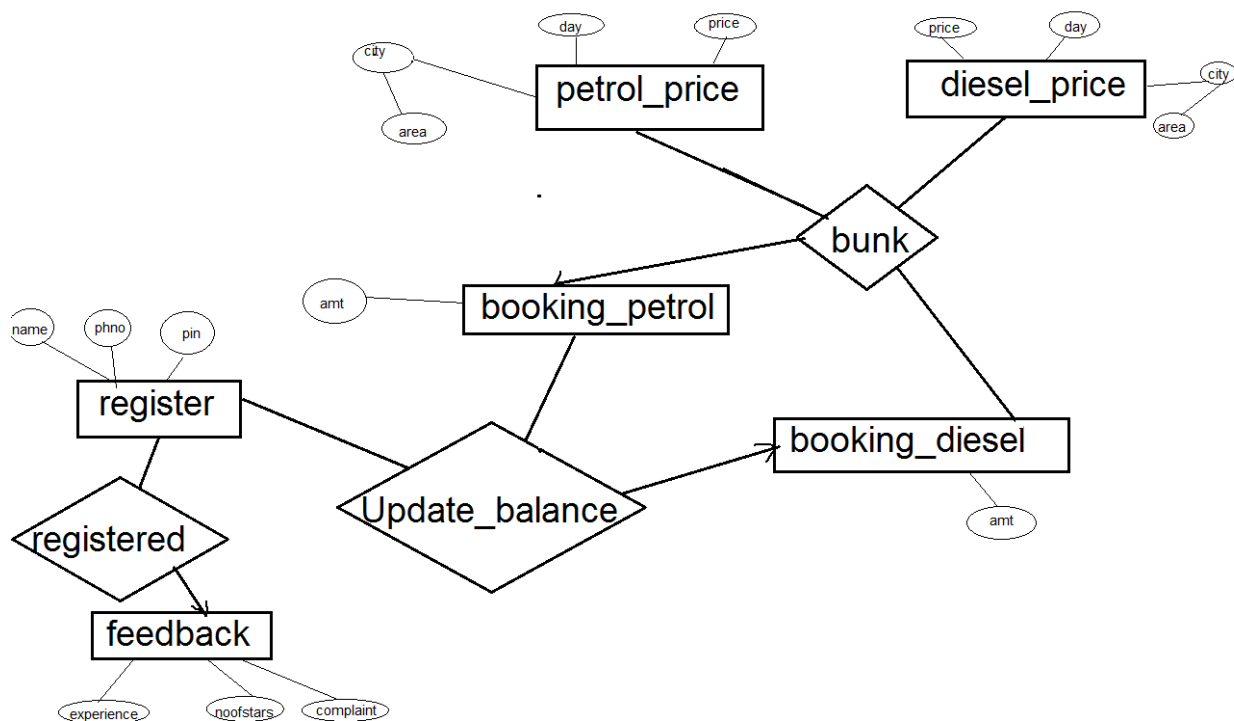 price
day
price
day
city
petrol_price
diesel_price
city
area
area
bunk
amt
booking_petrol
name
phno
pin
register
booking_diesel
Update_balance
amt
registered
feedback
experience
noofstars
complaint